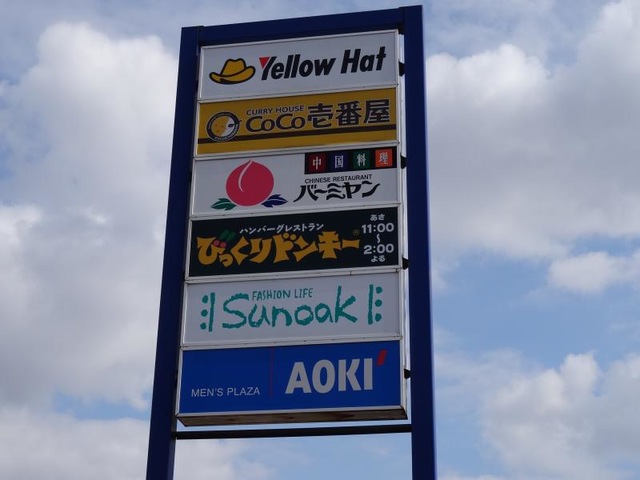 Yellow Hat
CURRY HOUSE
CoCo壱番屋
中国料理
CHINESE RESTAURANT
バーミヤン
ハンバーグレストラン
びっくりドンキー®
あさ
11:00
~
2:00
よる
FASHION LIFE
Sunoak
MEN'S PLAZA
AOKI